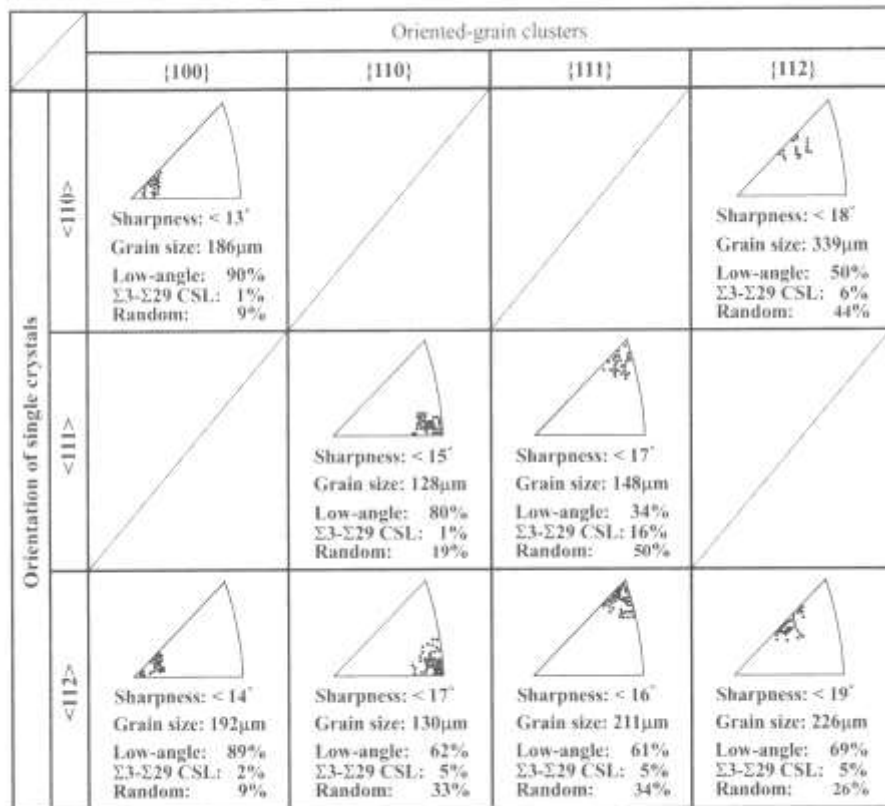 Oriented-grain clusters
{100} {110} {111} {112}
Orientation of single crystals
<110>
Sharpness: < 13°
Grain size: 186μm
Low-angle: 90%
Σ3-Σ29 CSL: 1%
Random: 9%
Sharpness: < 18°
Grain size: 339μm
Low-angle: 50%
Σ3-Σ29 CSL: 6%
Random: 44%
<111>
Sharpness: < 15°
Grain size: 128μm
Low-angle: 80%
Σ3-Σ29 CSL: 1%
Random: 19%
Sharpness: < 17°
Grain size: 148μm
Low-angle: 34%
Σ3-Σ29 CSL: 16%
Random: 50%
<112>
Sharpness: < 14°
Grain size: 192μm
Low-angle: 89%
Σ3-Σ29 CSL: 2%
Random: 9%
Sharpness: < 17°
Grain size: 130μm
Low-angle: 62%
Σ3-Σ29 CSL: 5%
Random: 33%
Sharpness: < 16°
Grain size: 211μm
Low-angle: 61%
Σ3-Σ29 CSL: 5%
Random: 34%
Sharpness: < 19°
Grain size: 226μm
Low-angle: 69%
Σ3-Σ29 CSL: 5%
Random: 26%